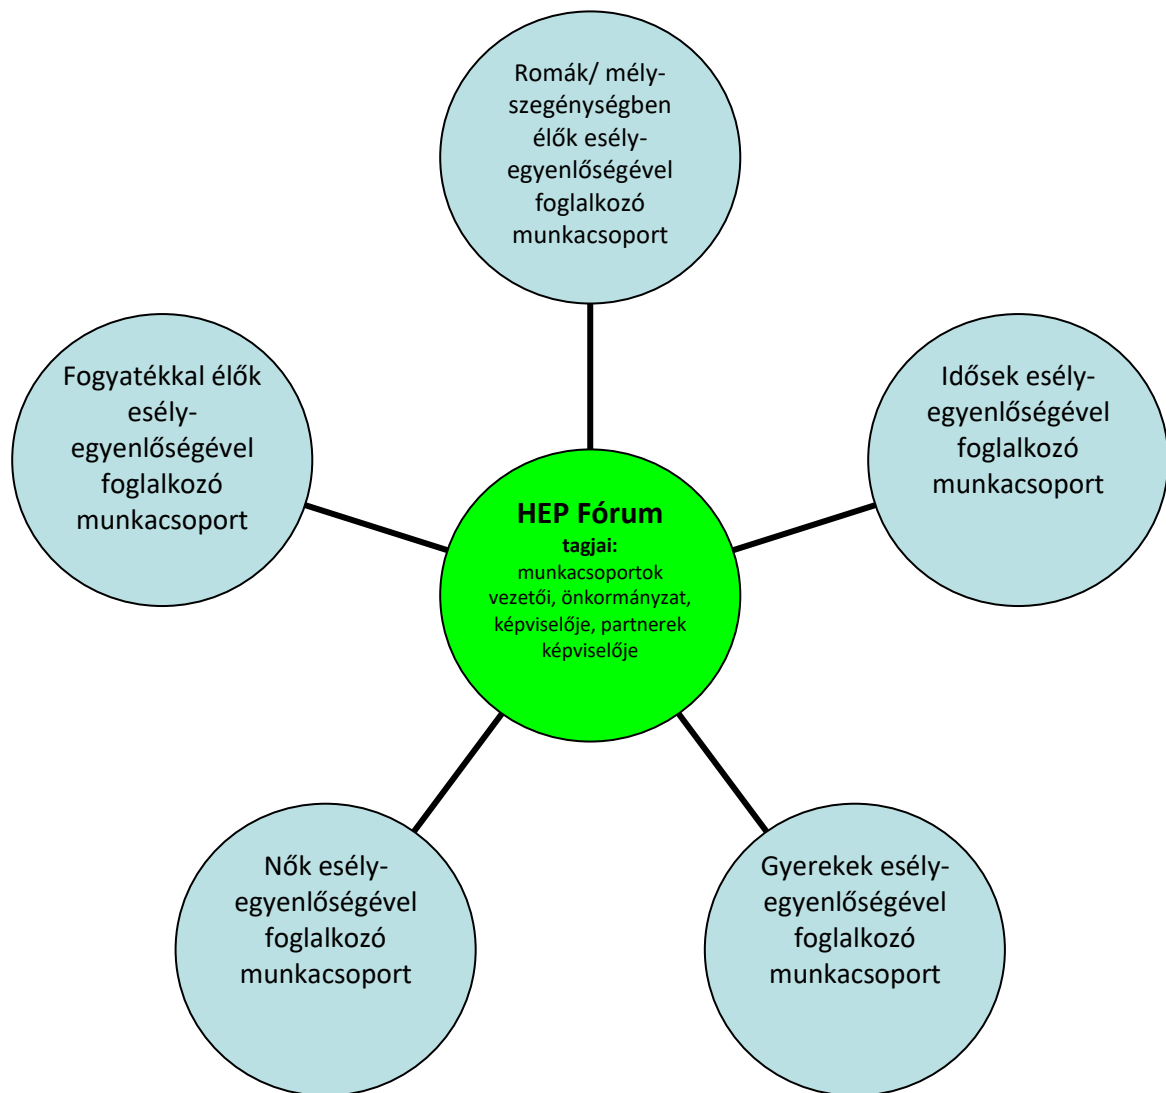 Romák/ mély-
szegénységben
élők esély-
egyenlőségével
foglalkozó
munkacsoport
Fogyatékkal élők
esély-
egyenlőségével
foglalkozó
munkacsoport
Idősek esély-
egyenlőségével
foglalkozó
munkacsoport
HEP Fórum
tagjai:
munkacsoportok
vezetői, önkormányzat,
képviselője, partnerek
képviselője
Nők esély-
egyenlőségével
foglalkozó
munkacsoport
Gyerekek esély-
egyenlőségével
foglalkozó
munkacsoport